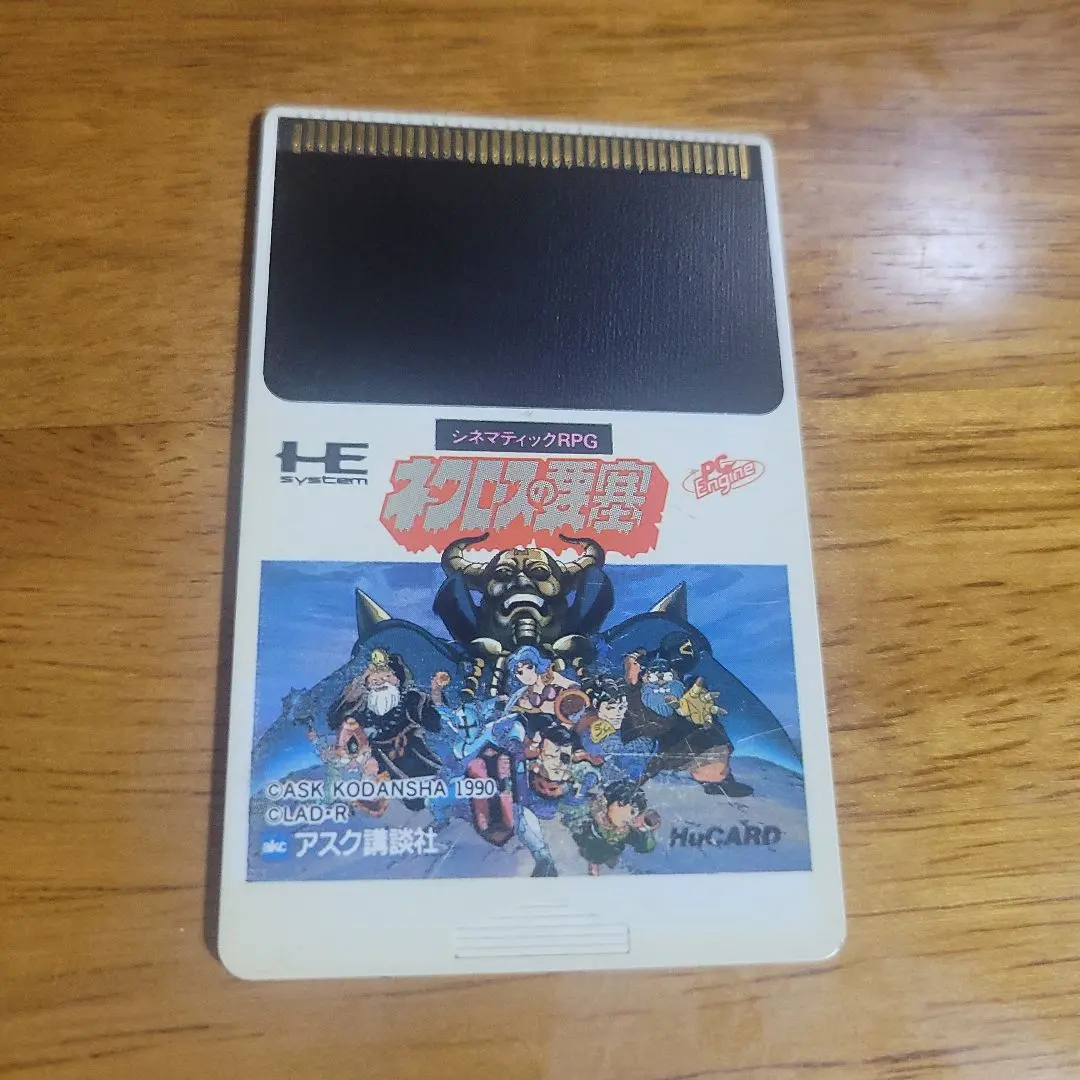 シネマティックRPG
HE
system
ネクロスの要塞
PC
Engine
©ASK KODANSHA 1990
©LAD・R
akc アスク講談社
HuCARD